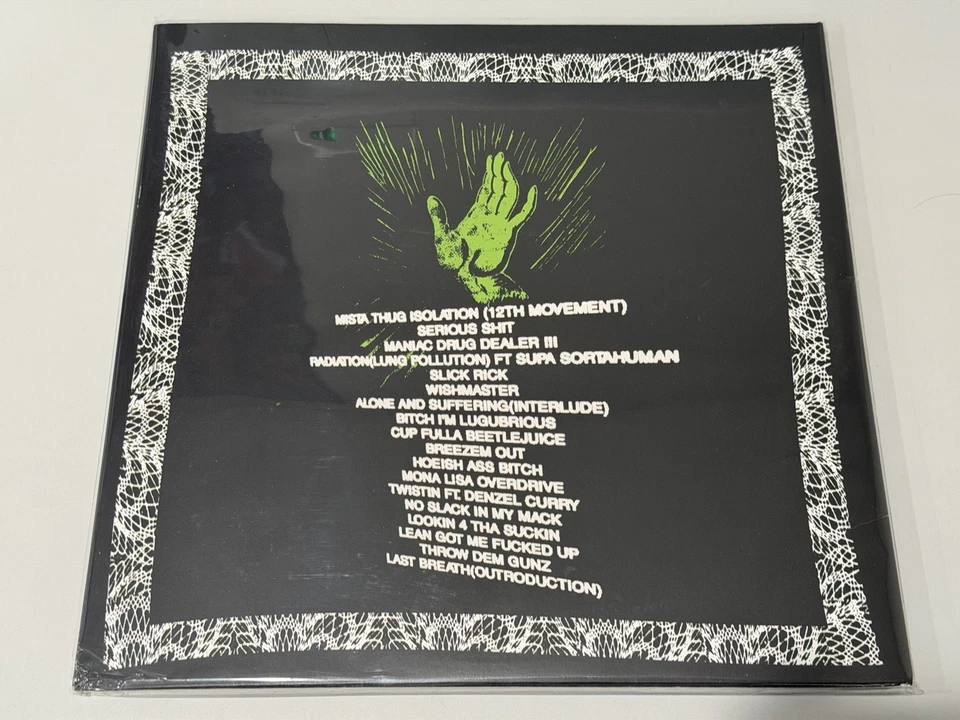 MISTA THUG ISOLATION (12TH MOVEMENT)
SERIOUS SHIT
MANIAC DRUG DEALER III
RADIATION(LUNG POLLUTION) FT SUPA SORTAHUMAN
SLICK RICK
WISHMASTER
ALONE AND SUFFERING(INTERLUDE)
BITCH I'M LUGUBRIOUS
CUP FULLA BEETLEJUICE
BREEZEM OUT
HOEISH ASS BITCH
MONA LISA OVERDRIVE
TWISTIN FT. DENZEL CURRY
NO SLACK IN MY MACK
LOOKIN 4 THA SUCKIN
LEAN GOT ME FUCKED UP
THROW DEM GUNZ
LAST BREATH(OUTRODUCTION)